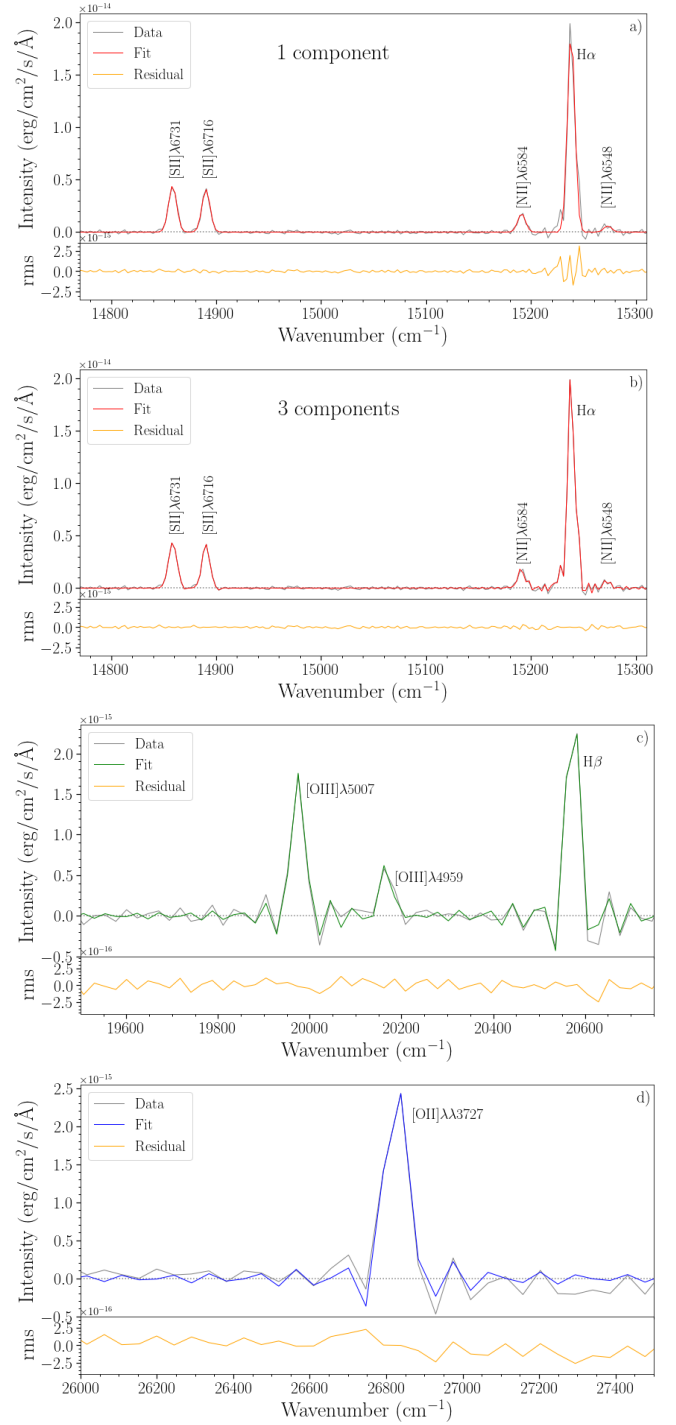 ×10⁻¹⁴
Data
Fit
Residual
1 component
a)
Hα
[SII]λ6731
[SII]λ6716
[NII]λ6584
[NII]λ6548
2.0
1.5
1.0
0.5
0.0
Intensity (erg/cm²/s/Å)
×10⁻¹⁵
2.5
0.0
−2.5
rms
14800 14900 15000 15100 15200 15300
Wavenumber (cm⁻¹)
×10⁻¹⁴
Data
Fit
Residual
3 components
b)
Hα
[SII]λ6731
[SII]λ6716
[NII]λ6584
[NII]λ6548
2.0
1.5
1.0
0.5
0.0
Intensity (erg/cm²/s/Å)
×10⁻¹⁵
2.5
0.0
−2.5
rms
14800 14900 15000 15100 15200 15300
Wavenumber (cm⁻¹)
×10⁻¹⁵
Data
Fit
Residual
c)
Hβ
[OIII]λ5007
[OIII]λ4959
2.0
1.5
1.0
0.5
0.0
−0.5
Intensity (erg/cm²/s/Å)
×10⁻¹⁶
2.5
0.0
−2.5
rms
19600 19800 20000 20200 20400 20600
Wavenumber (cm⁻¹)
×10⁻¹⁵
Data
Fit
Residual
d)
[OII]λλ3727
2.5
2.0
1.5
1.0
0.5
0.0
−0.5
Intensity (erg/cm²/s/Å)
×10⁻¹⁶
2.5
0.0
−2.5
rms
26000 26200 26400 26600 26800 27000 27200 27400
Wavenumber (cm⁻¹)